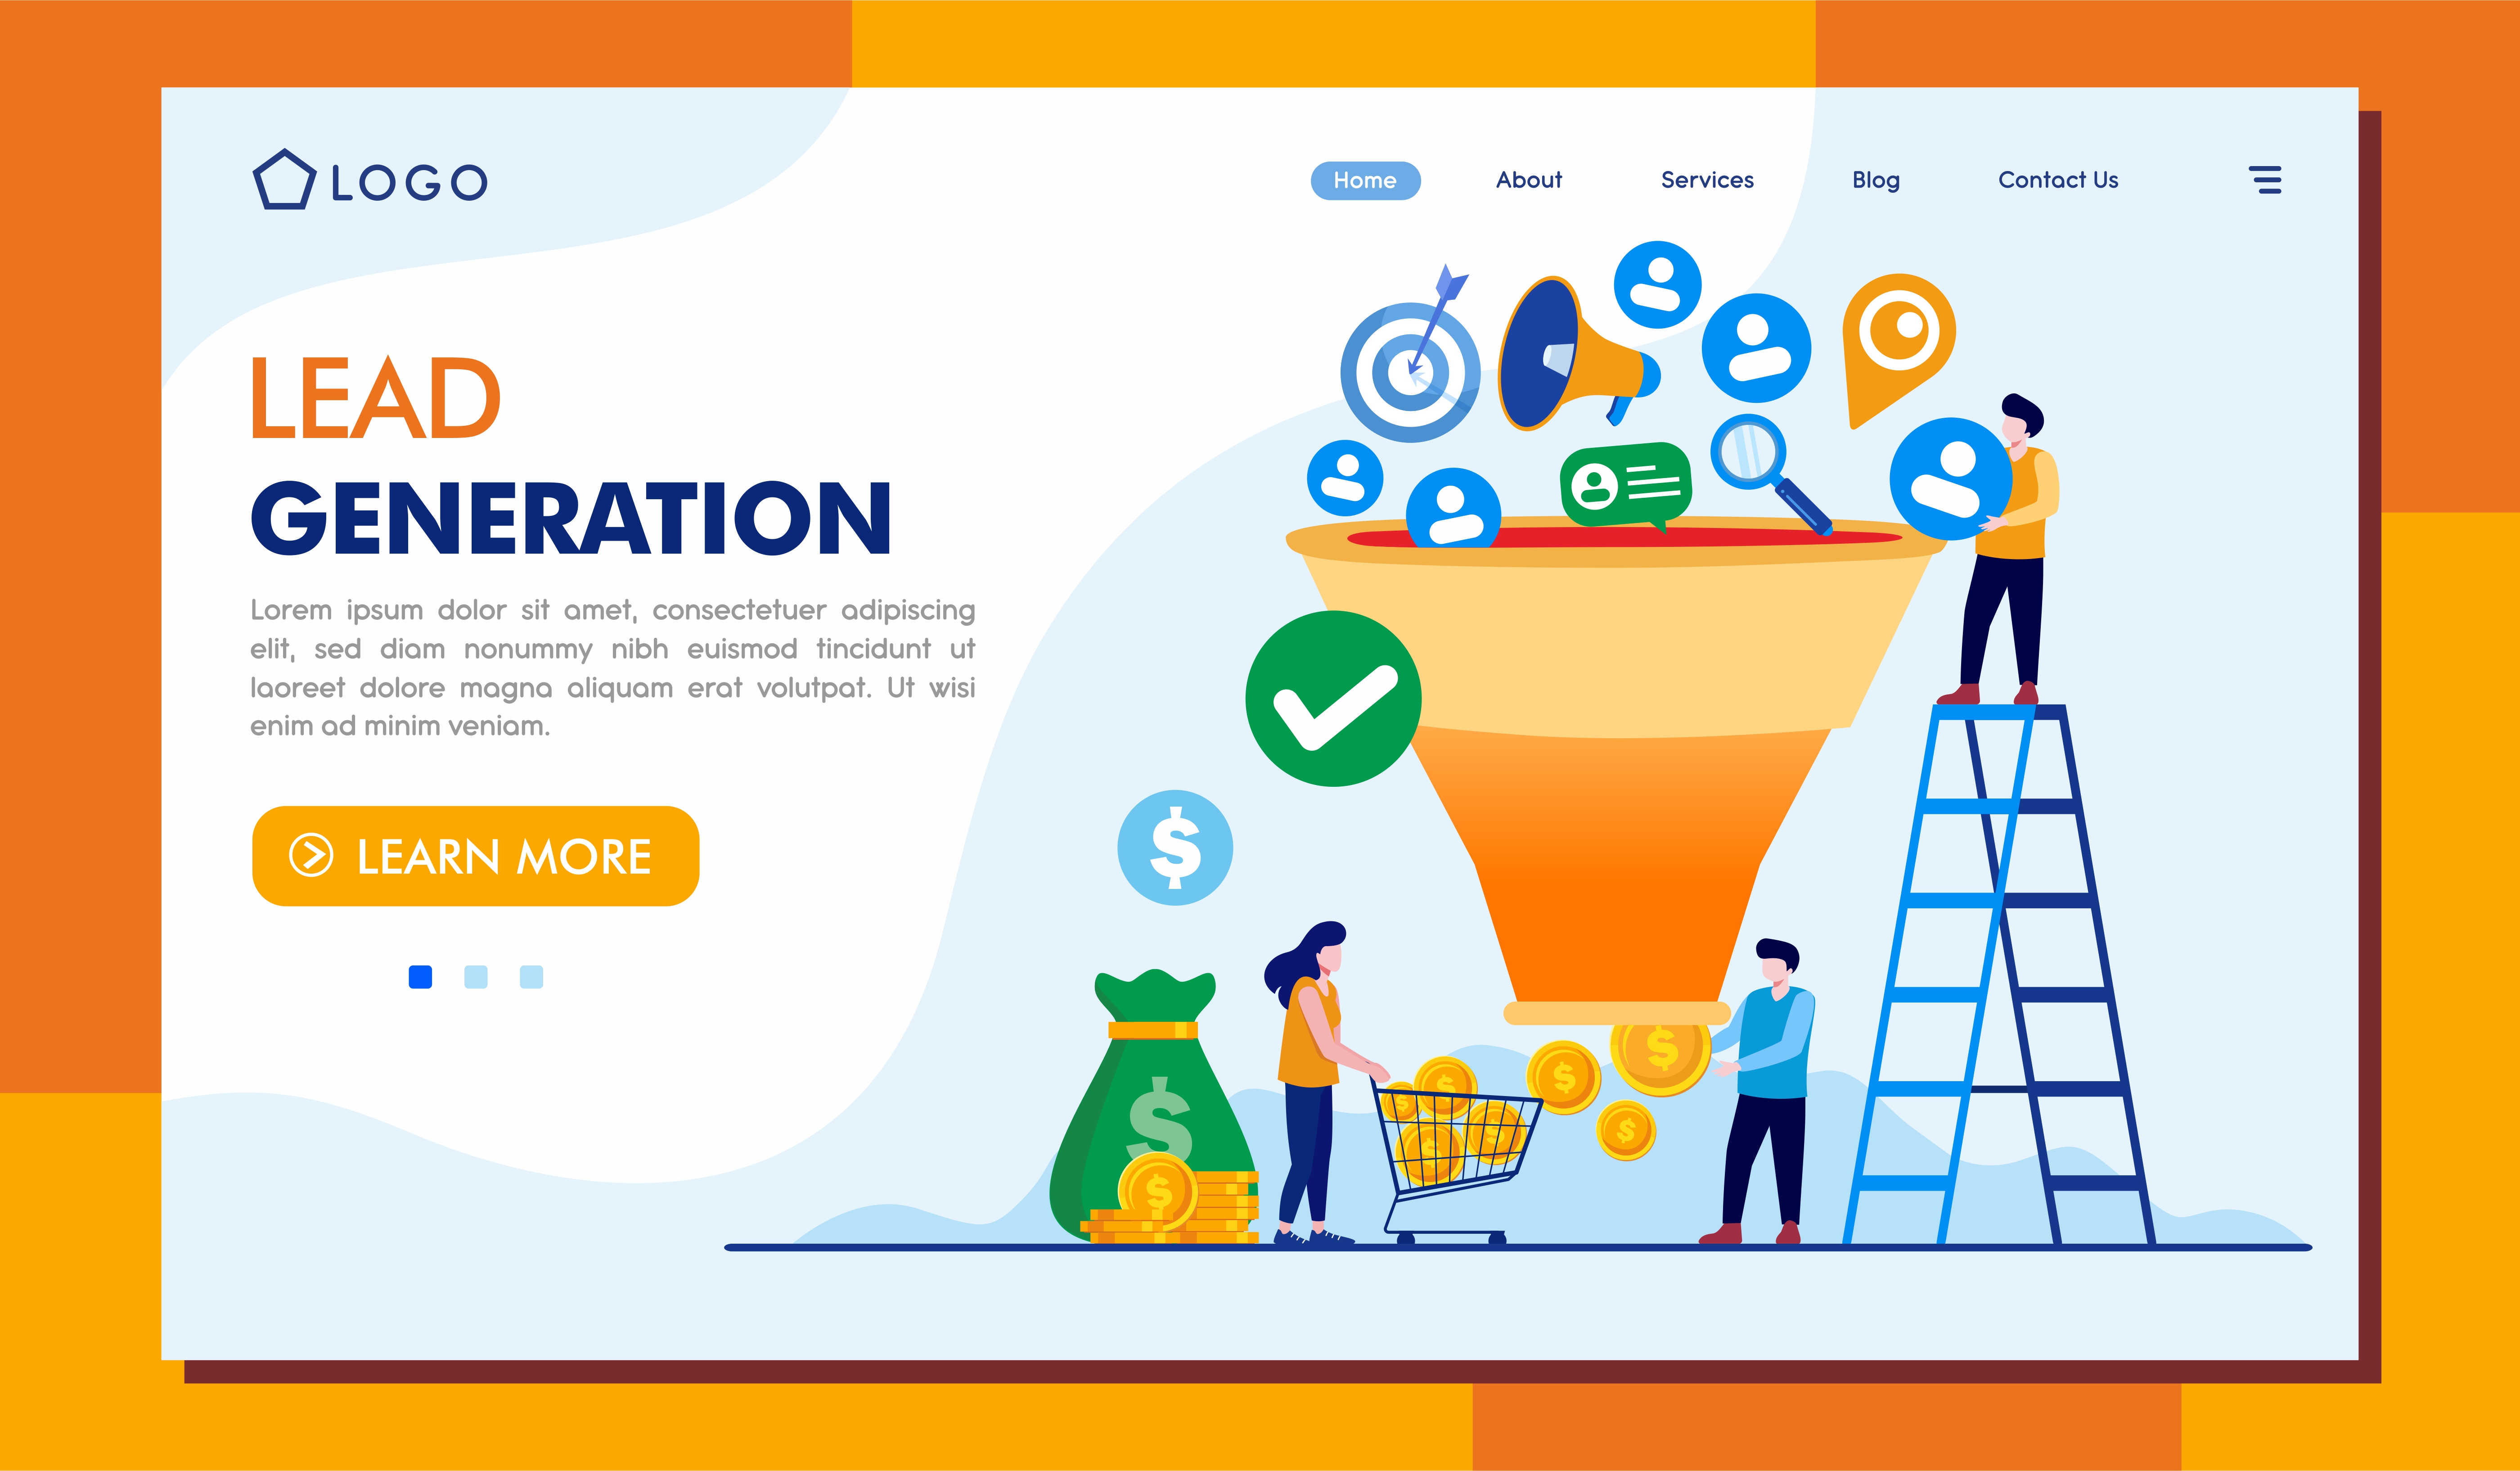 LOGO
Home About Services Blog Contact Us
LEAD
GENERATION
Lorem ipsum dolor sit amet, consectetuer adipiscing
elit, sed diam nonummy nibh euismod tincidunt ut
laoreet dolore magna aliquam erat volutpat. Ut wisi
enim ad minim veniam.
LEARN MORE
$
$
$
$
$
$
$
$
$
$